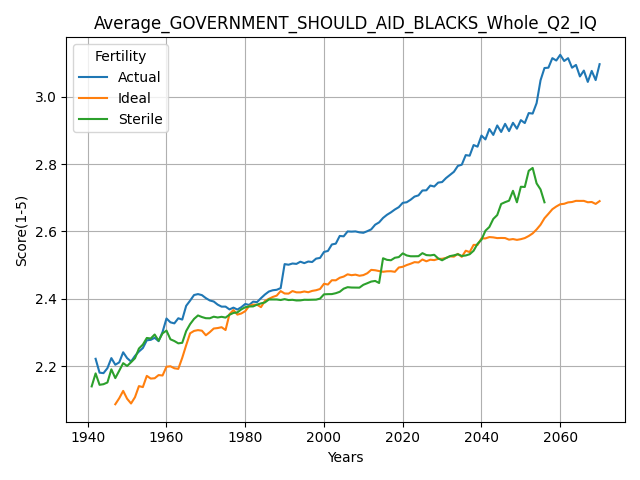 Average_GOVERNMENT_SHOULD_AID_BLACKS_Whole_Q2_IQ
Fertility
Actual
Ideal
Sterile
Score(1-5)
3.0
2.8
2.6
2.4
2.2
1940 1960 1980 2000 2020 2040 2060
Years